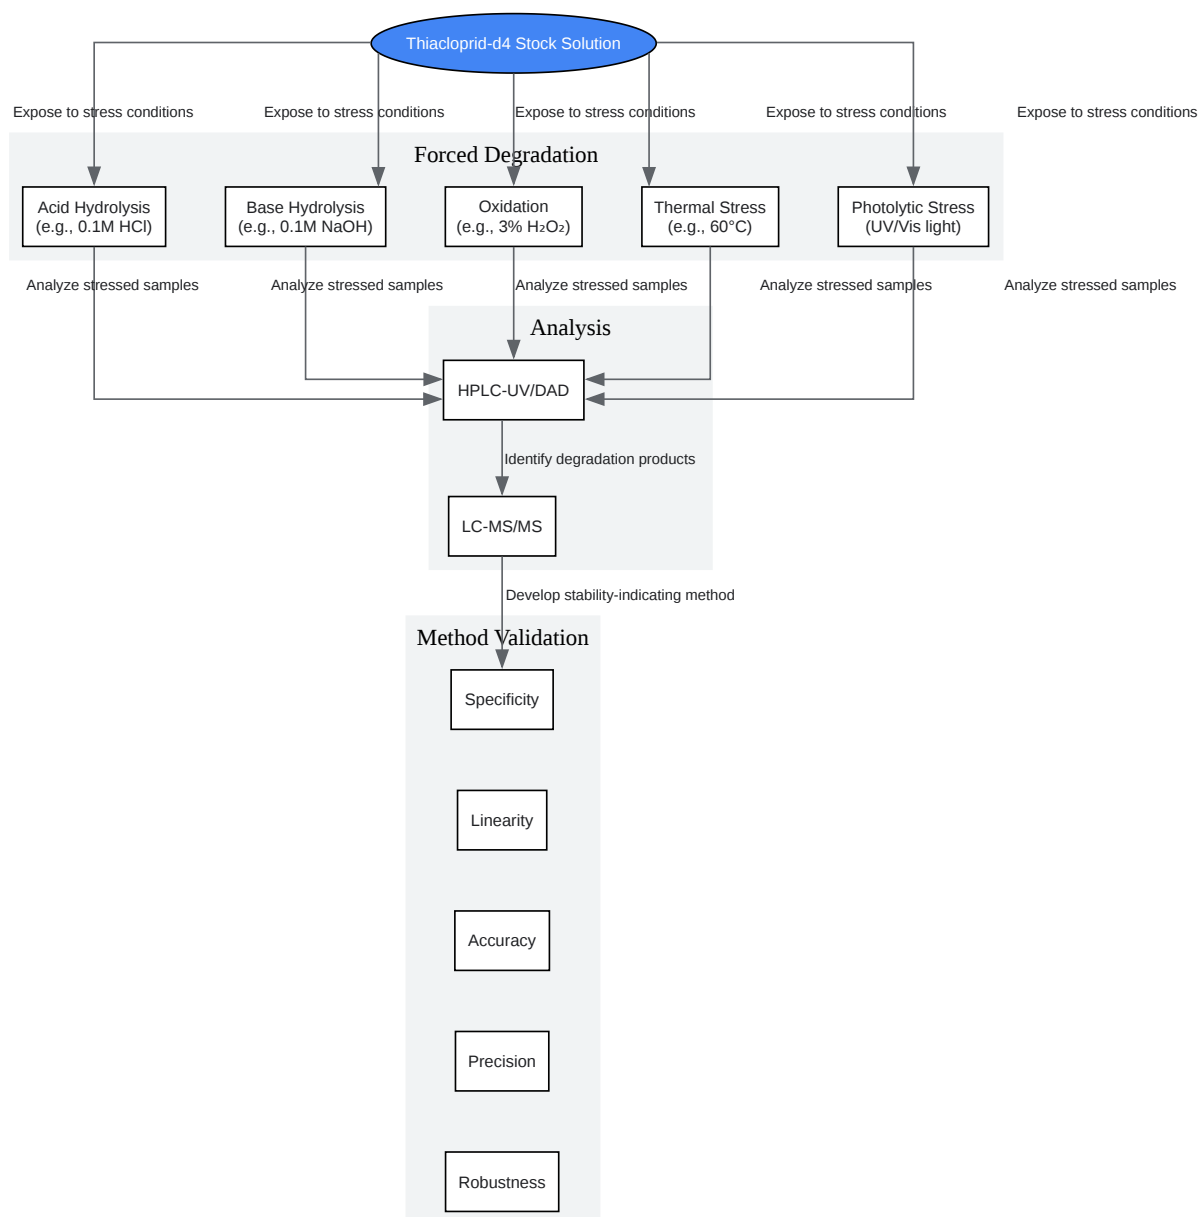 Thiacloprid-d4 Stock Solution
Expose to stress conditions
Expose to stress conditions
Expose to stress conditions
Expose to stress conditions
Expose to stress conditions
Forced Degradation
Acid Hydrolysis
(e.g., 0.1M HCl)
Base Hydrolysis
(e.g., 0.1M NaOH)
Oxidation
(e.g., 3% H₂O₂)
Thermal Stress
(e.g., 60°C)
Photolytic Stress
(UV/Vis light)
Analyze stressed samples
Analyze stressed samples
Analyze stressed samples
Analyze stressed samples
Analyze stressed samples
Analysis
HPLC-UV/DAD
Identify degradation products
LC-MS/MS
Develop stability-indicating method
Method Validation
Specificity
Linearity
Accuracy
Precision
Robustness